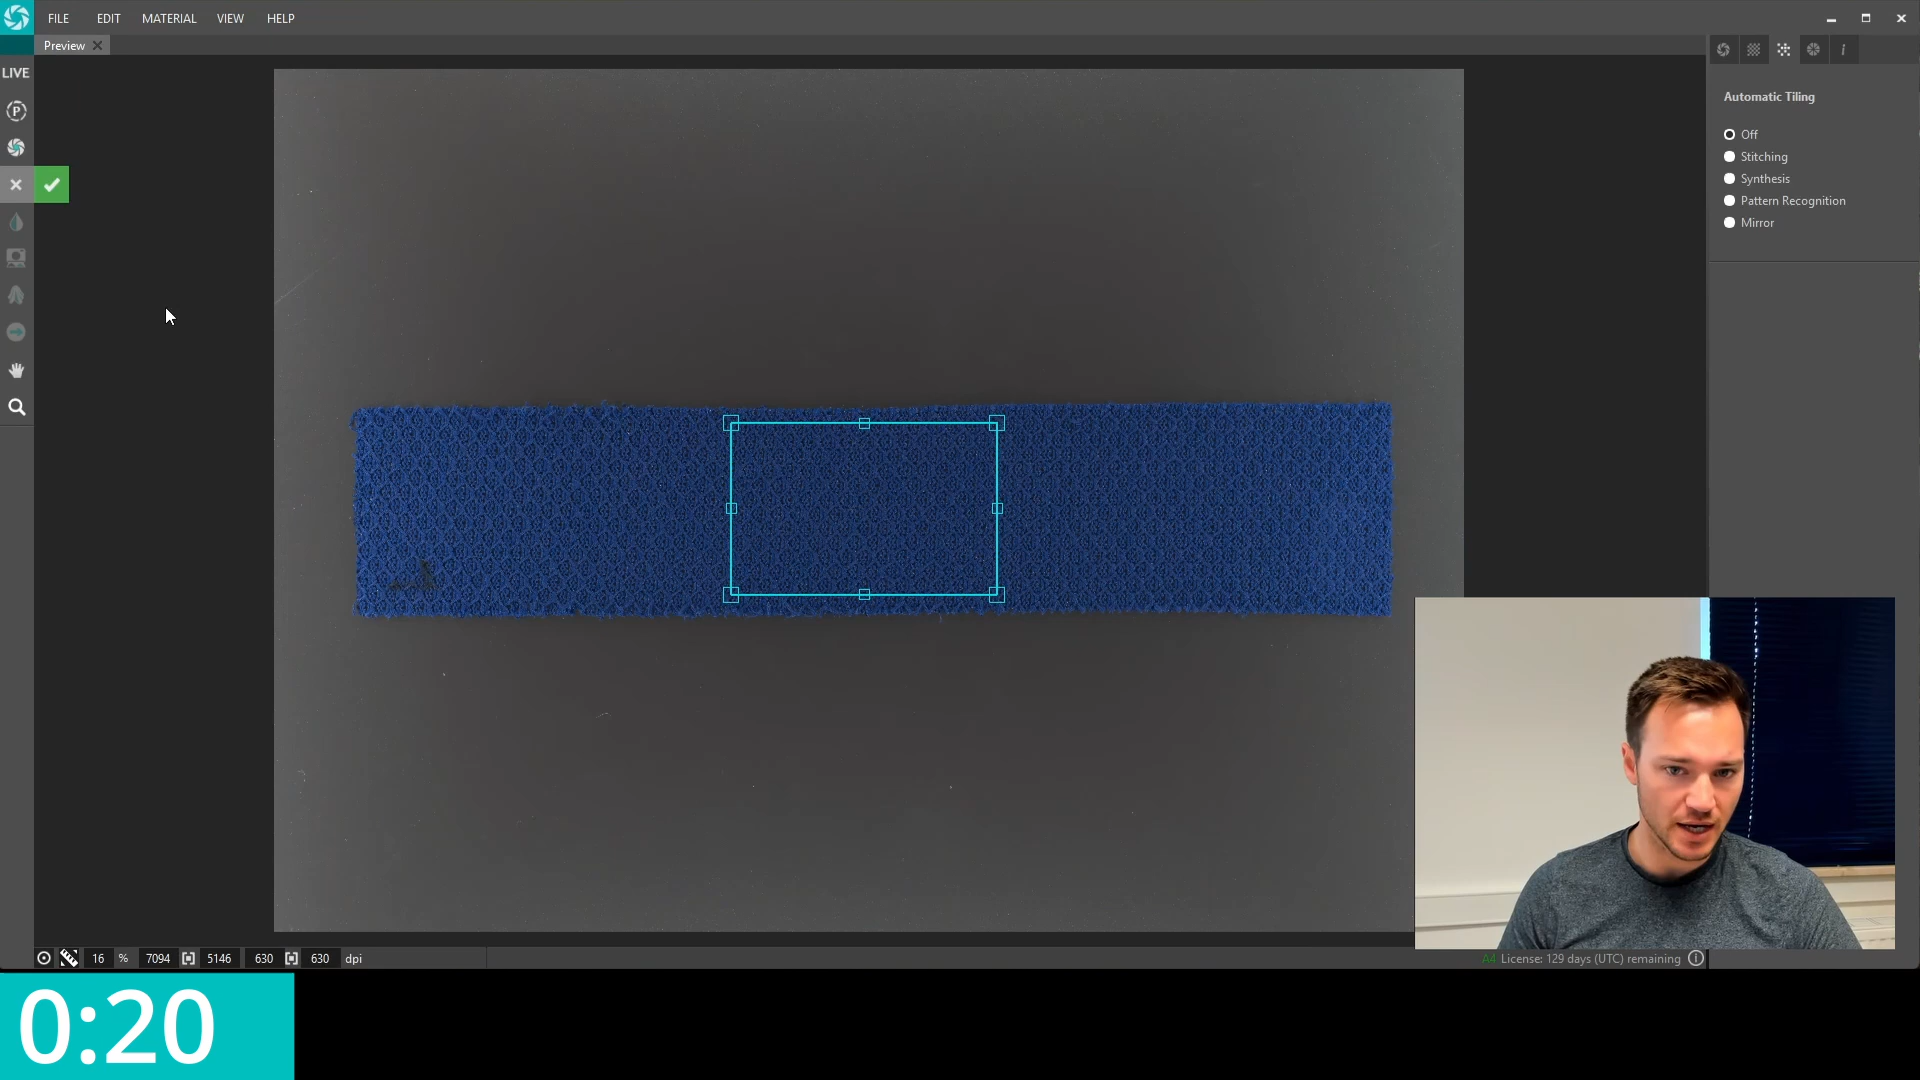 FILE EDIT MATERIAL VIEW HELP
Preview
LIVE
P
Automatic Tiling
Off
Stitching
Synthesis
Pattern Recognition
Mirror
16 % 7094 5146 630 630 dpi
A4 License: 129 days (UTC) remaining
0:20